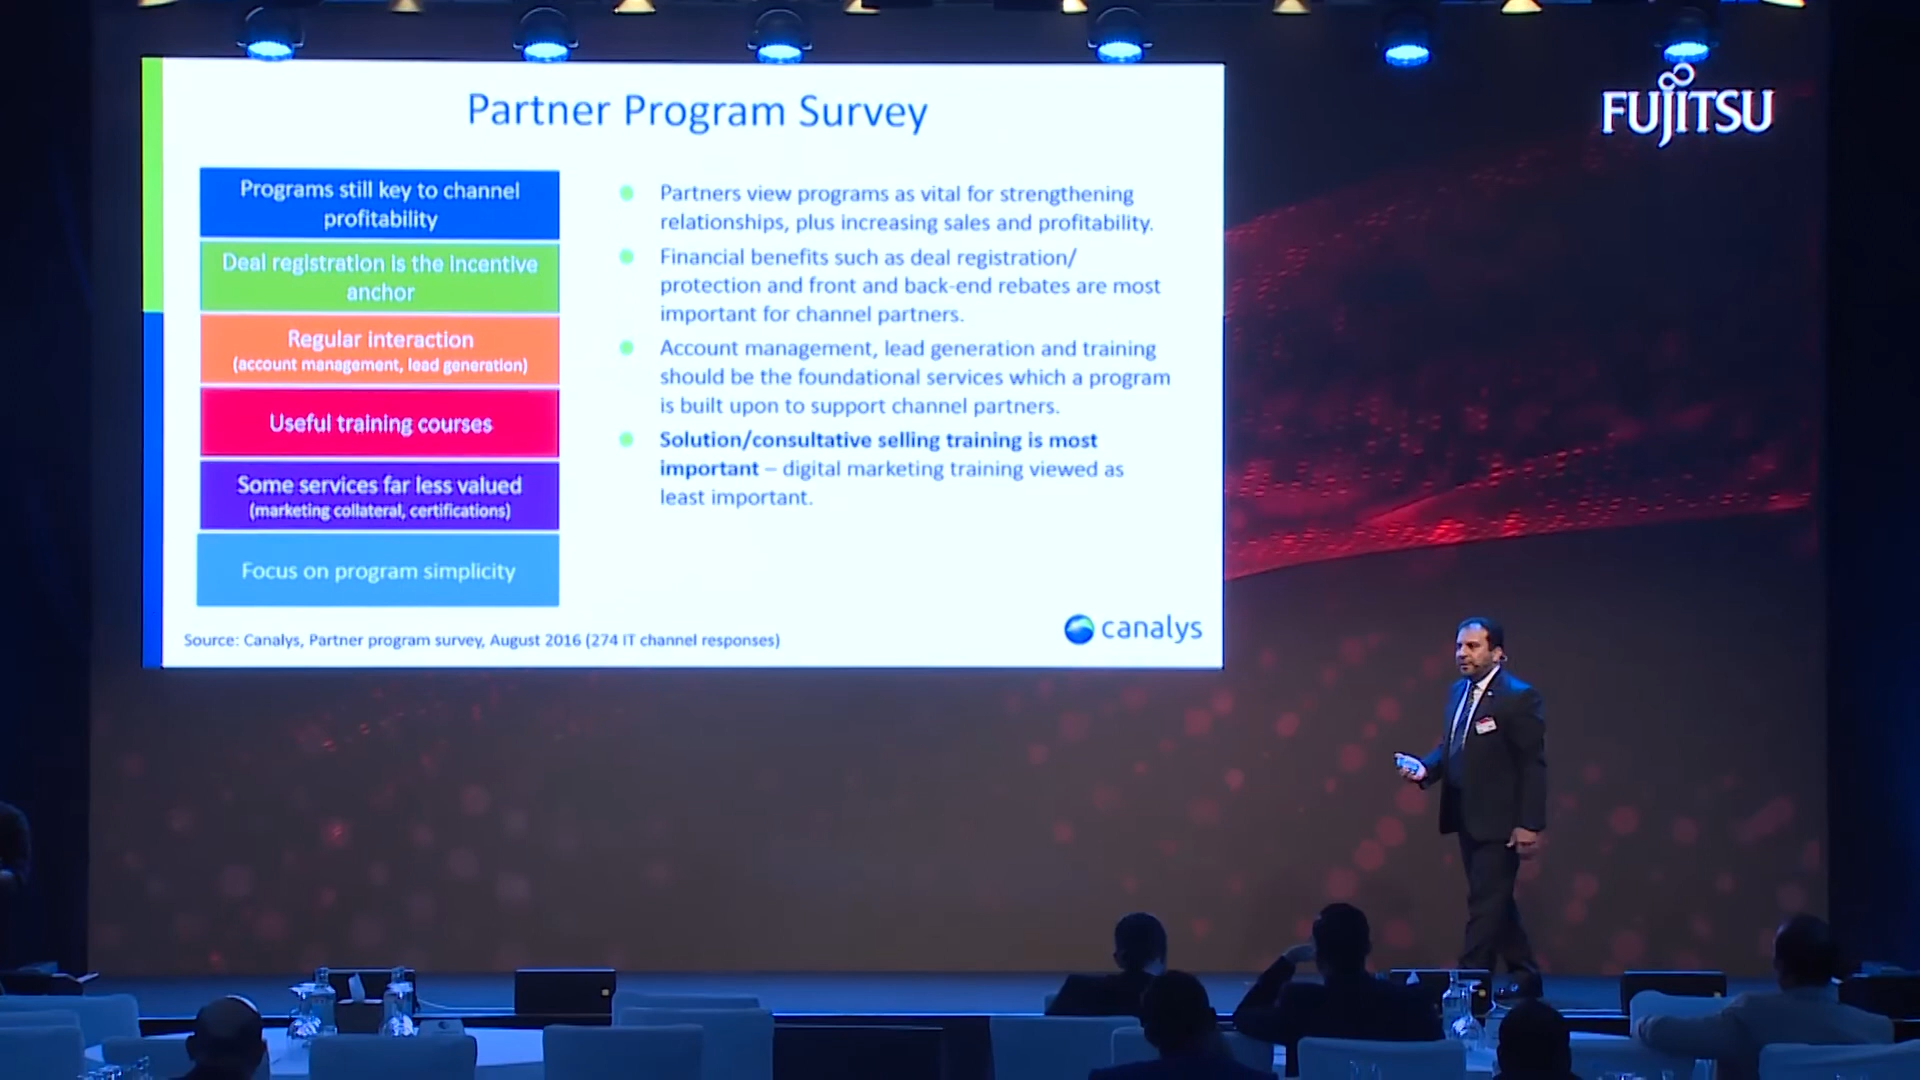 Partner Program Survey
FUJITSU
Programs still key to channel
profitability
Deal registration is the incentive
anchor
Regular interaction
(account management, lead generation)
Useful training courses
Some services far less valued
(marketing collateral, certifications)
Focus on program simplicity
Partners view programs as vital for strengthening
relationships, plus increasing sales and profitability.
Financial benefits such as deal registration/
protection and front and back-end rebates are most
important for channel partners.
Account management, lead generation and training
should be the foundational services which a program
is built upon to support channel partners.
Solution/consultative selling training is most
important – digital marketing training viewed as
least important.
Source: Canalys, Partner program survey, August 2016 (274 IT channel responses)
canalys